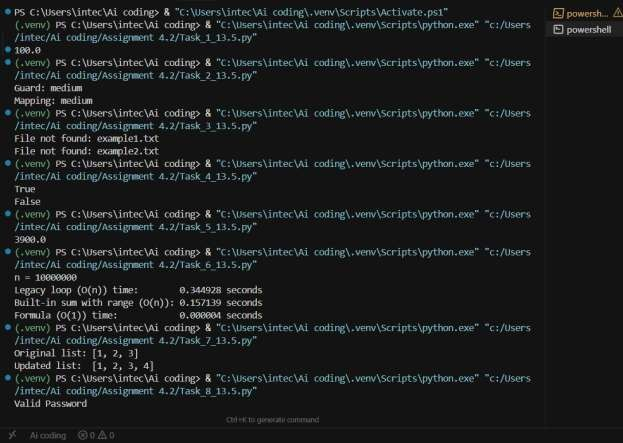 PS C:\Users\intec\Ai coding> & "C:\Users\intec\Ai coding\.venv\Scripts\Activate.ps1"
(.venv) PS C:\Users\intec\Ai coding> & "C:\Users\intec\Ai coding\.venv\Scripts\python.exe" "c:/Users
/intec/Ai coding/Assignment 4.2/Task_1_13.5.py"
100.0
(.venv) PS C:\Users\intec\Ai coding> & "C:\Users\intec\Ai coding\.venv\Scripts\python.exe" "c:/Users
/intec/Ai coding/Assignment 4.2/Task_2_13.5.py"
Guard: medium
Mapping: medium
(.venv) PS C:\Users\intec\Ai coding> & "C:\Users\intec\Ai coding\.venv\Scripts\python.exe" "c:/Users
/intec/Ai coding/Assignment 4.2/Task_3_13.5.py"
File not found: example1.txt
File not found: example2.txt
(.venv) PS C:\Users\intec\Ai coding> & "C:\Users\intec\Ai coding\.venv\Scripts\python.exe" "c:/Users
/intec/Ai coding/Assignment 4.2/Task_4_13.5.py"
True
False
(.venv) PS C:\Users\intec\Ai coding> & "C:\Users\intec\Ai coding\.venv\Scripts\python.exe" "c:/Users
/intec/Ai coding/Assignment 4.2/Task_5_13.5.py"
3900.0
(.venv) PS C:\Users\intec\Ai coding> & "C:\Users\intec\Ai coding\.venv\Scripts\python.exe" "c:/Users
/intec/Ai coding/Assignment 4.2/Task_6_13.5.py"
n = 10000000
Legacy loop (O(n)) time: 0.344928 seconds
Built-in sum with range (O(n)): 0.157139 seconds
Formula (O(1)) time: 0.000004 seconds
(.venv) PS C:\Users\intec\Ai coding> & "C:\Users\intec\Ai coding\.venv\Scripts\python.exe" "c:/Users
/intec/Ai coding/Assignment 4.2/Task_7_13.5.py"
Original list: [1, 2, 3]
Updated list: [1, 2, 3, 4]
(.venv) PS C:\Users\intec\Ai coding> & "C:\Users\intec\Ai coding\.venv\Scripts\python.exe" "c:/Users
/intec/Ai coding/Assignment 4.2/Task_8_13.5.py"
Valid Password
Ctrl+K to generate command
powersh...
powershell
Ai coding 0 0